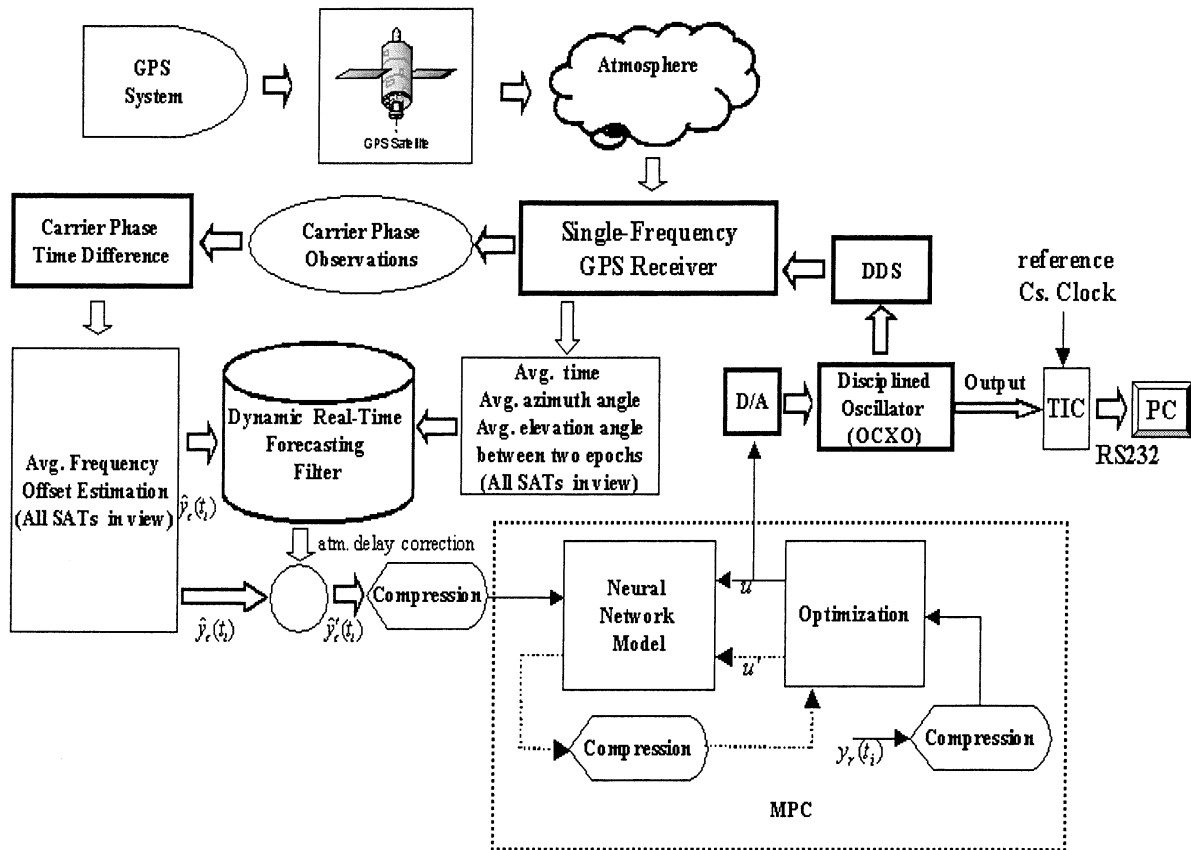 GPS
System
GPS Satellite
Atmosphere
Carrier Phase
Time Difference
Carrier Phase
Observations
Single-Frequency
GPS Receiver
DDS
reference
Cs. Clock
Avg. Frequency
Offset Estimation
(All SATs in view)
ŷc(ti)
Dynamic Real-Time
Forecasting
Filter
Avg. time
Avg. azimuth angle
Avg. elevation angle
between two epochs
(All SATs in view)
D/A
Disciplined
Oscillator
(OCXO)
Output
TIC
PC
RS232
atm. delay correction
ŷc(ti)
ŷ'c(ti)
Compression
Neural
Network
Model
u
u'
Optimization
Compression
yr(ti)
Compression
MPC